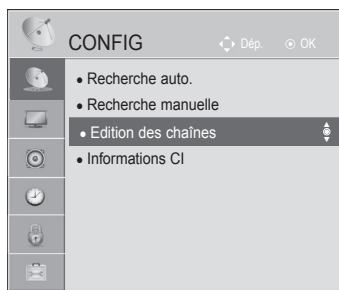 CONFIG
Dép. OK
• Recherche auto.
• Recherche manuelle
• Edition des chaînes
• Informations CI